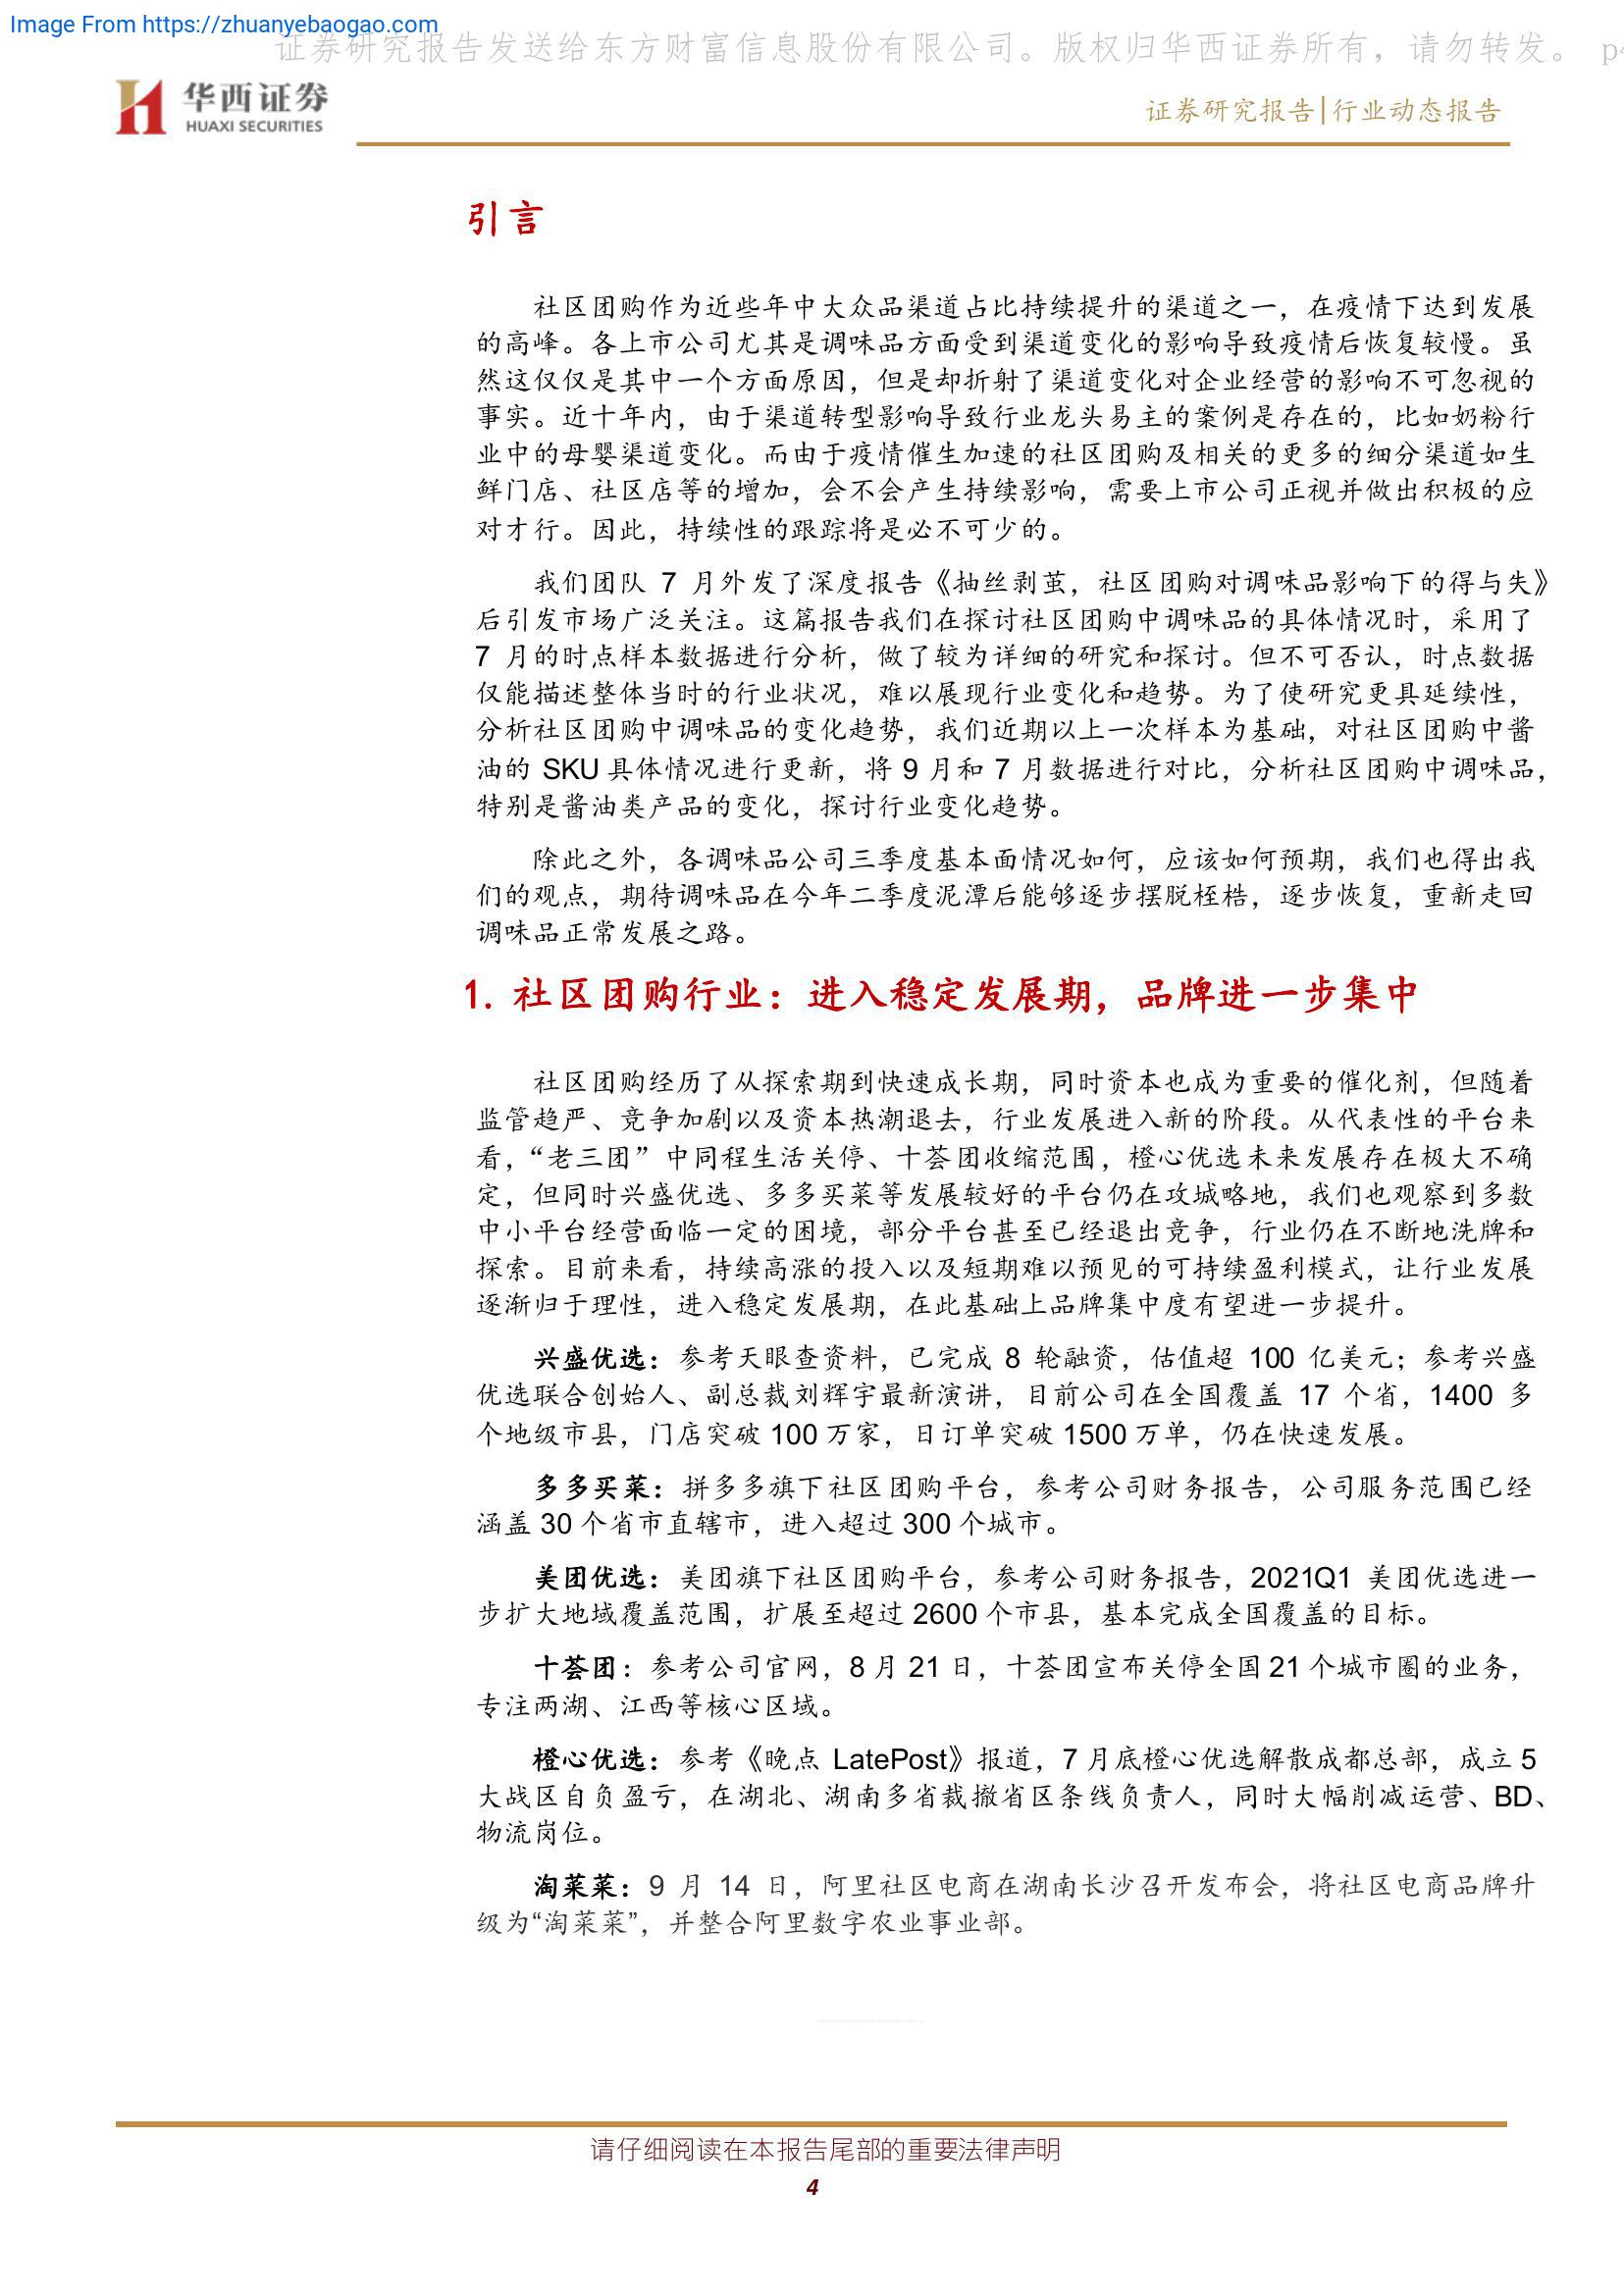 Image From https://zhuanyebaogao.com
证券研究报告发送给东方财富信息股份有限公司。版权归华西证券所有，请勿转发。 p4
华西证券
HUAXI SECURITIES
证券研究报告|行业动态报告
引言
社区团购作为近些年中大众品渠道占比持续提升的渠道之一，在疫情下达到发展
的高峰。各上市公司尤其是调味品方面受到渠道变化的影响导致疫情后恢复较慢。虽
然这仅仅是其中一个方面原因，但是却折射了渠道变化对企业经营的影响不可忽视的
事实。近十年内，由于渠道转型影响导致行业龙头易主的案例是存在的，比如奶粉行
业中的母婴渠道变化。而由于疫情催生加速的社区团购及相关的更多的细分渠道如生
鲜门店、社区店等的增加，会不会产生持续影响，需要上市公司正视并做出积极的应
对才行。因此，持续性的跟踪将是必不可少的。
我们团队 7 月外发了深度报告《抽丝剥茧，社区团购对调味品影响下的得与失》
后引发市场广泛关注。这篇报告我们在探讨社区团购中调味品的具体情况时，采用了
7 月的时点样本数据进行分析，做了较为详细的研究和探讨。但不可否认，时点数据
仅能描述整体当时的行业状况，难以展现行业变化和趋势。为了使研究更具延续性，
分析社区团购中调味品的变化趋势，我们近期以上一次样本为基础，对社区团购中酱
油的 SKU 具体情况进行更新，将 9 月和 7 月数据进行对比，分析社区团购中调味品，
特别是酱油类产品的变化，探讨行业变化趋势。
除此之外，各调味品公司三季度基本面情况如何，应该如何预期，我们也得出我
们的观点，期待调味品在今年二季度泥潭后能够逐步摆脱桎梏，逐步恢复，重新走回
调味品正常发展之路。
1. 社区团购行业：进入稳定发展期，品牌进一步集中
社区团购经历了从探索期到快速成长期，同时资本也成为重要的催化剂，但随着
监管趋严、竞争加剧以及资本热潮退去，行业发展进入新的阶段。从代表性的平台来
看，“老三团”中同程生活关停、十荟团收缩范围，橙心优选未来发展存在极大不确
定，但同时兴盛优选、多多买菜等发展较好的平台仍在攻城略地，我们也观察到多数
中小平台经营面临一定的困境，部分平台甚至已经退出竞争，行业仍在不断地洗牌和
探索。目前来看，持续高涨的投入以及短期难以预见的可持续盈利模式，让行业发展
逐渐归于理性，进入稳定发展期，在此基础上品牌集中度有望进一步提升。
兴盛优选：参考天眼查资料，已完成 8 轮融资，估值超 100 亿美元；参考兴盛
优选联合创始人、副总裁刘辉宇最新演讲，目前公司在全国覆盖 17 个省，1400 多
个地级市县，门店突破 100 万家，日订单突破 1500 万单，仍在快速发展。
多多买菜：拼多多旗下社区团购平台，参考公司财务报告，公司服务范围已经
涵盖 30 个省市直辖市，进入超过 300 个城市。
美团优选：美团旗下社区团购平台，参考公司财务报告，2021Q1 美团优选进一
步扩大地域覆盖范围，扩展至超过 2600 个市县，基本完成全国覆盖的目标。
十荟团：参考公司官网，8 月 21 日，十荟团宣布关停全国 21 个城市圈的业务，
专注两湖、江西等核心区域。
橙心优选：参考《晚点 LatePost》报道，7 月底橙心优选解散成都总部，成立 5
大战区自负盈亏，在湖北、湖南多省裁撤省区条线负责人，同时大幅削减运营、BD、
物流岗位。
淘菜菜：9 月 14 日，阿里社区电商在湖南长沙召开发布会，将社区电商品牌升
级为“淘菜菜”，并整合阿里数字农业事业部。
请仔细阅读在本报告尾部的重要法律声明
4